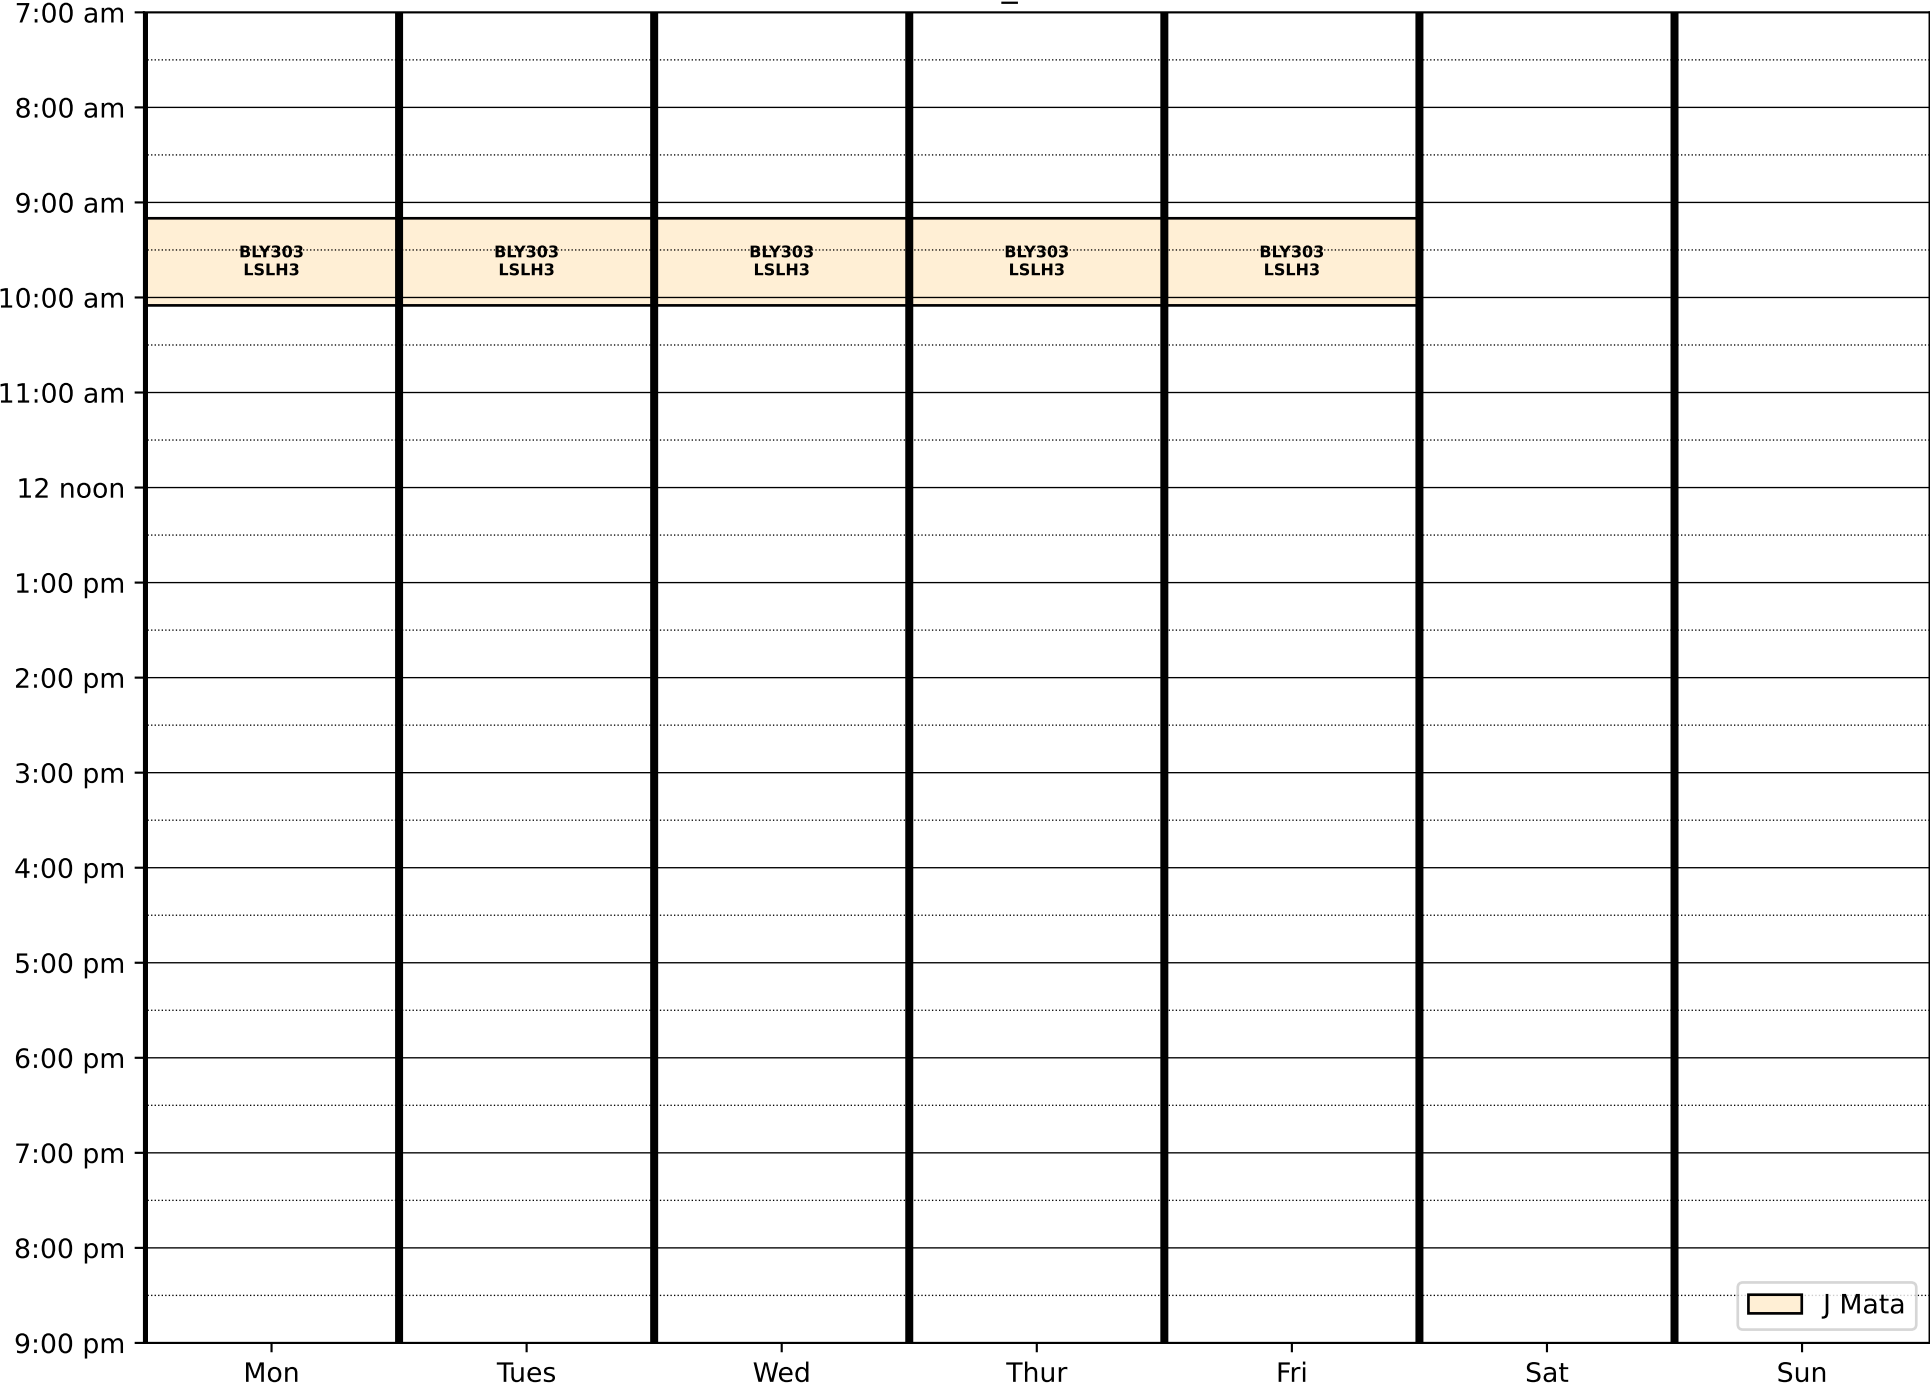 7:00 am
8:00 am
9:00 am
BLY303 BLY303 BLY303 BLY303 BLY303
LSLH3 LSLH3 LSLH3 LSLH3 LSLH3
10:00 am
11:00 am
12 noon
1:00 pm
2:00 pm
3:00 pm
4:00 pm
5:00 pm
6:00 pm
7:00 pm
8:00 pm
J Mata
9:00 pm
Mon Tues Wed Thur Fri Sat Sun